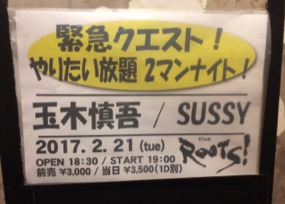 緊急クエスト!
やりたい放題 2マンナイト!
玉木慎吾 / SUSSY
2017. 2. 21 (tue)
OPEN 18:30 / START 19:00
前売 ¥3,000 / 当日 ¥3,500(1D別)
Club
RooTS!